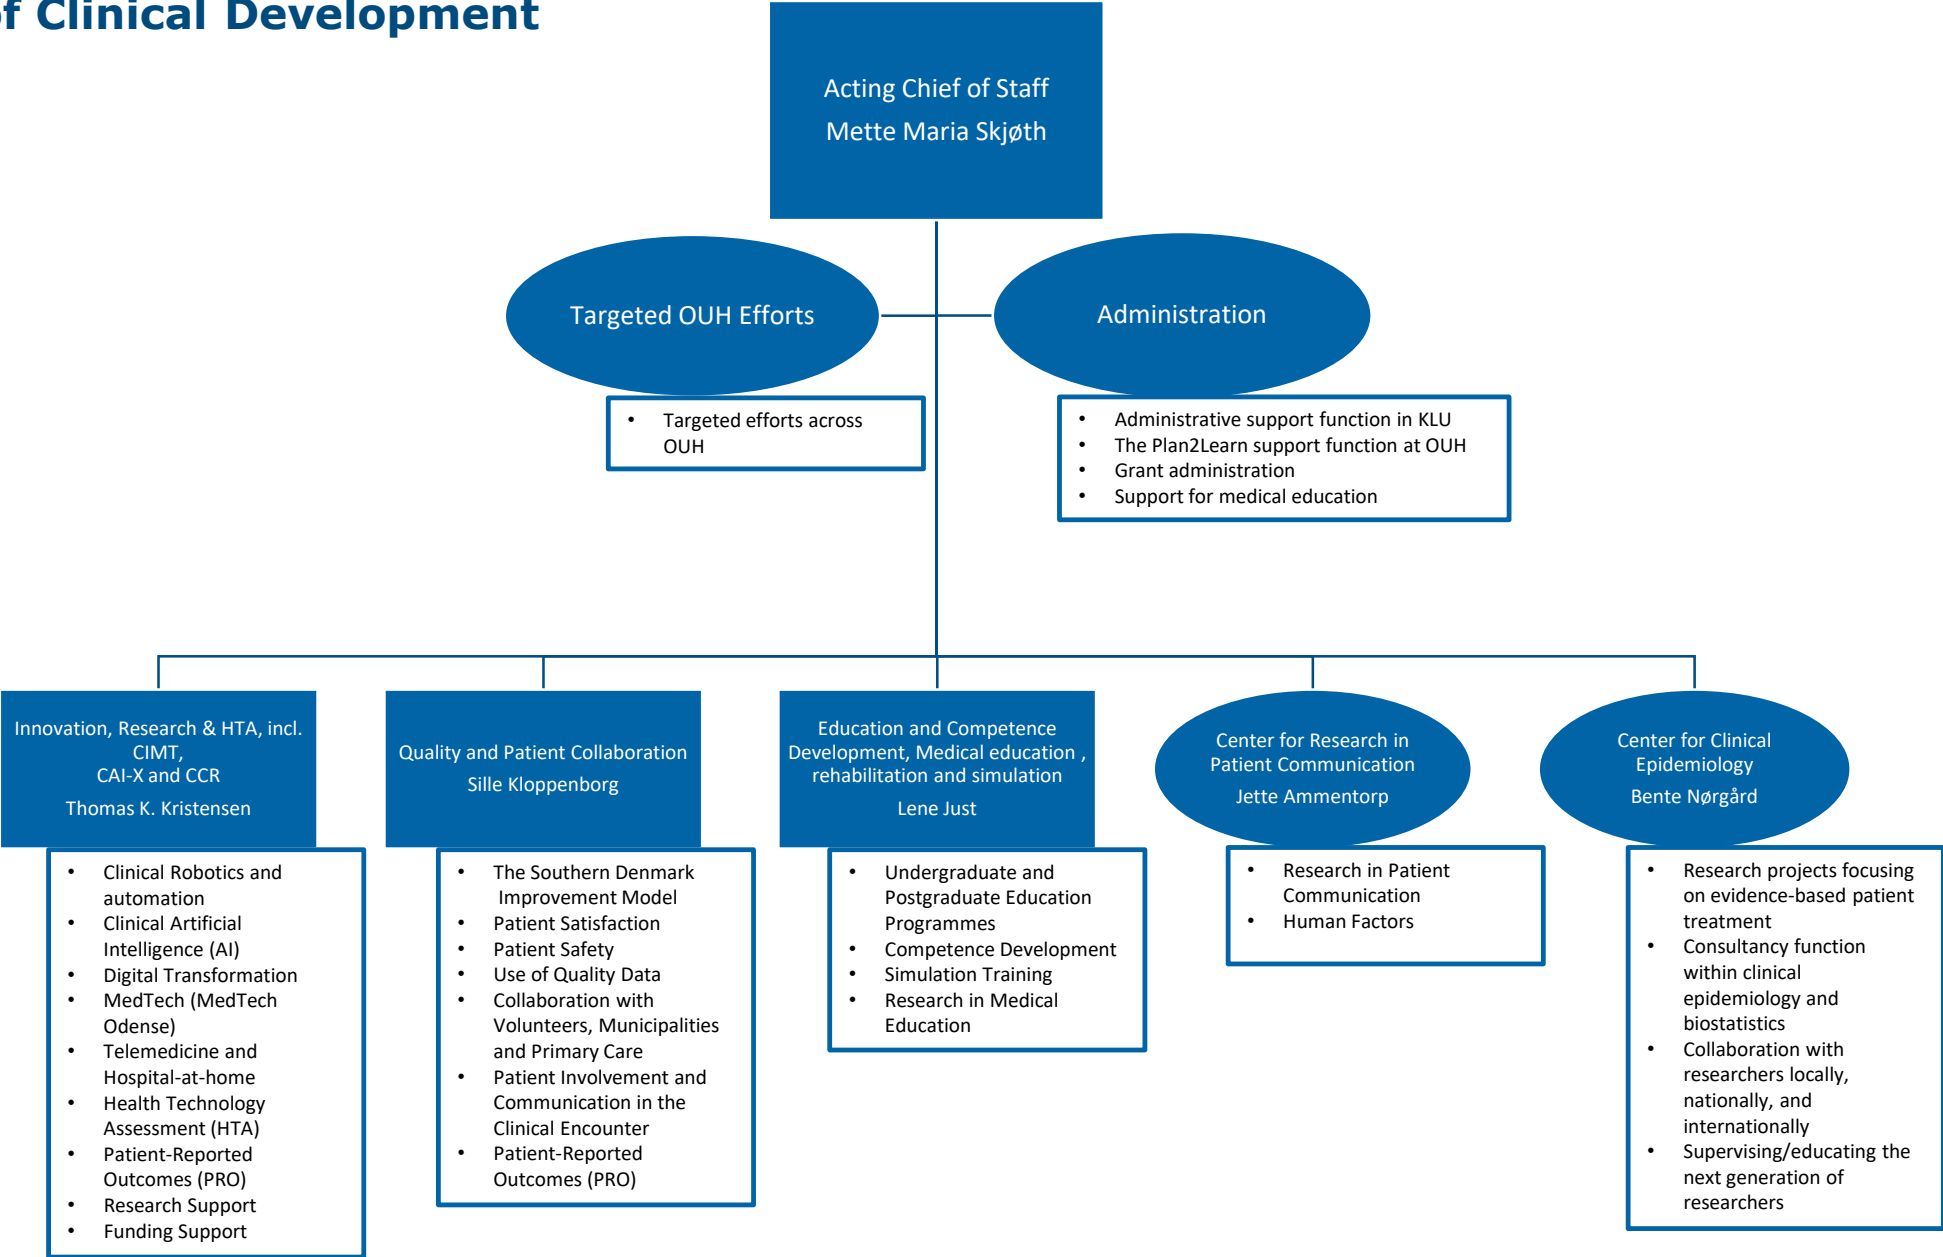 of Clinical Development
Acting Chief of Staff
Mette Maria Skjøth
Targeted OUH Efforts
Administration
• Targeted efforts across
OUH
• Administrative support function in KLU
• The Plan2Learn support function at OUH
• Grant administration
• Support for medical education
Innovation, Research & HTA, incl.
CIMT,
CAI-X and CCR
Thomas K. Kristensen
Quality and Patient Collaboration
Sille Kloppenborg
Education and Competence
Development, Medical education ,
rehabilitation and simulation
Lene Just
Center for Research in
Patient Communication
Jette Ammentorp
Center for Clinical
Epidemiology
Bente Nørgård
• Clinical Robotics and
automation
• Clinical Artificial
Intelligence (AI)
• Digital Transformation
• MedTech (MedTech
Odense)
• Telemedicine and
Hospital-at-home
• Health Technology
Assessment (HTA)
• Patient-Reported
Outcomes (PRO)
• Research Support
• Funding Support
• The Southern Denmark
Improvement Model
• Patient Satisfaction
• Patient Safety
• Use of Quality Data
• Collaboration with
Volunteers, Municipalities
and Primary Care
• Patient Involvement and
Communication in the
Clinical Encounter
• Patient-Reported
Outcomes (PRO)
• Undergraduate and
Postgraduate Education
Programmes
• Competence Development
• Simulation Training
• Research in Medical
Education
• Research in Patient
Communication
• Human Factors
• Research projects focusing
on evidence-based patient
treatment
• Consultancy function
within clinical
epidemiology and
biostatistics
• Collaboration with
researchers locally,
nationally, and
internationally
• Supervising/educating the
next generation of
researchers